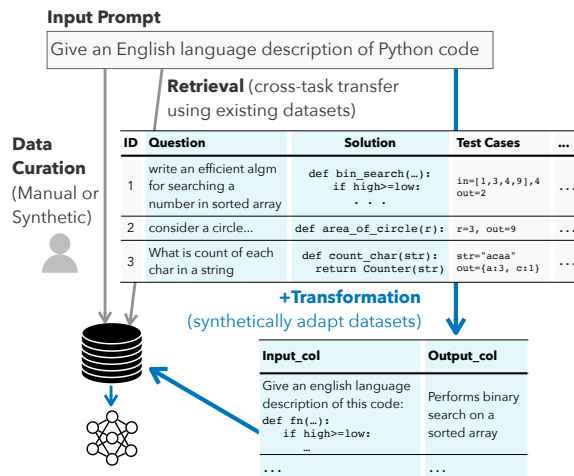 Input Prompt
Give an English language description of Python code
Retrieval (cross-task transfer
using existing datasets)
Data
Curation
(Manual or
Synthetic)
ID Question Solution Test Cases ...
1 write an efficient algm
for searching a
number in sorted array
def bin_search(…):
if high>=low:
. . .
in=[1,3,4,9],4
out=2
...
2 consider a circle... def area_of_circle(r): r=3, out=9 ...
3 What is count of each
char in a string
def count_char(str):
return Counter(str)
str="acaa"
out={a:3, c:1}
...
+Transformation
(synthetically adapt datasets)
Input_col Output_col
Give an english language
description of this code:
def fn(…):
if high>=low:
…
Performs binary
search on a
sorted array
... ...